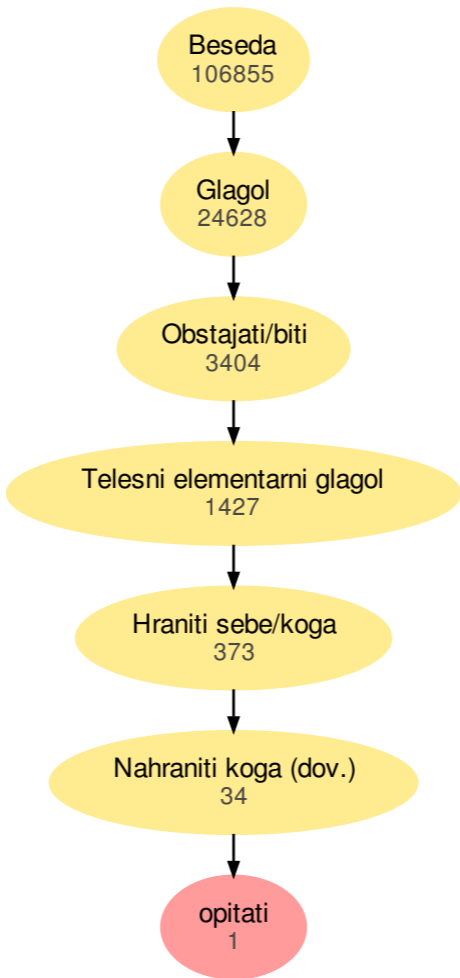 Beseda
106855
Glagol
24628
Obstajati/biti
3404
Telesni elementarni glagol
1427
Hraniti sebe/koga
373
Nahraniti koga (dov.)
34
opitati
1